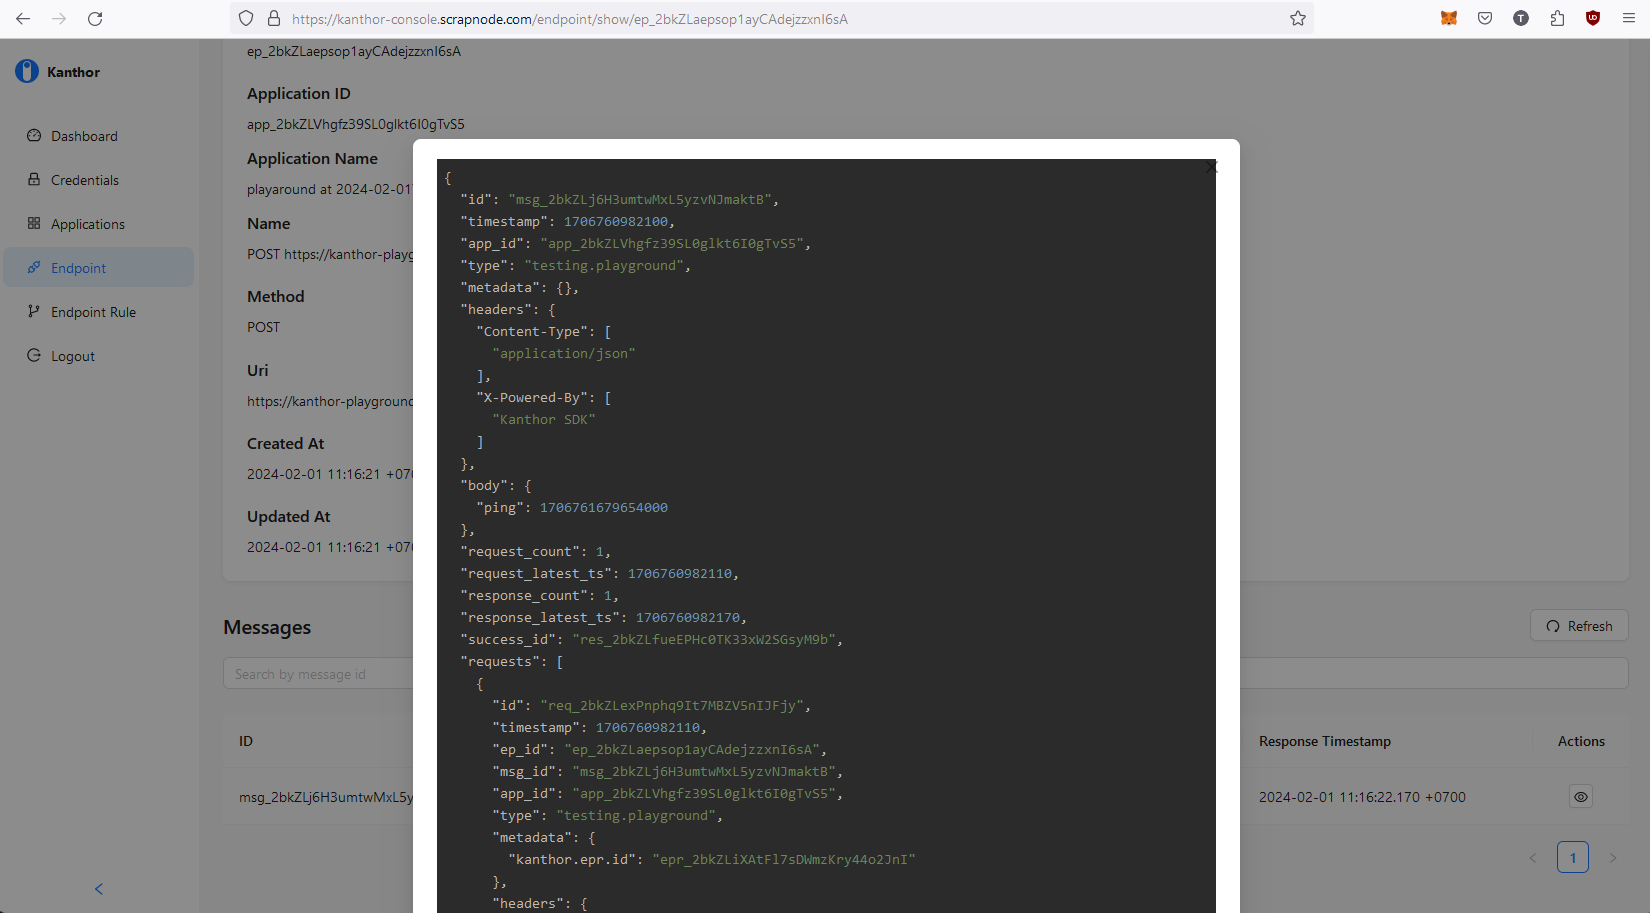 https://kanthor-console.scrapnode.com/endpoint/show/ep_2bkZLaepsop1ayCAdejzzxnI6sA
T
Kanthor
Dashboard
Credentials
Applications
Endpoint
Endpoint Rule
Logout
ep_2bkZLaepsop1ayCAdejzzxnI6sA
Application ID
app_2bkZLVhgfz39SL0glkt6I0gTvS5
Application Name
playaround at 2024-02-01
Name
POST https://kanthor-playg
Method
POST
Uri
https://kanthor-playground
Created At
2024-02-01 11:16:21 +070
Updated At
2024-02-01 11:16:21 +070
Messages
Refresh
Search by message id
ID
Response Timestamp
Actions
msg_2bkZLj6H3umtwMxL5y
2024-02-01 11:16:22.170 +0700
1
{
"id": "msg_2bkZLj6H3umtwMxL5yzvNJmaktB",
"timestamp": 1706760982100,
"app_id": "app_2bkZLVhgfz39SL0glkt6I0gTvS5",
"type": "testing.playground",
"metadata": {},
"headers": {
"Content-Type": [
"application/json"
],
"X-Powered-By": [
"Kanthor SDK"
]
},
"body": {
"ping": 1706761679654000
},
"request_count": 1,
"request_latest_ts": 1706760982110,
"response_count": 1,
"response_latest_ts": 1706760982170,
"success_id": "res_2bkZLfueEPHc0TK33xW2SGsyM9b",
"requests": [
{
"id": "req_2bkZLexPnphq9It7MBZV5nIJFjy",
"timestamp": 1706760982110,
"ep_id": "ep_2bkZLaepsop1ayCAdejzzxnI6sA",
"msg_id": "msg_2bkZLj6H3umtwMxL5yzvNJmaktB",
"app_id": "app_2bkZLVhgfz39SL0glkt6I0gTvS5",
"type": "testing.playground",
"metadata": {
"kanthor.epr.id": "epr_2bkZLiXAtFl7sDWmzKry44o2JnI"
},
"headers": {